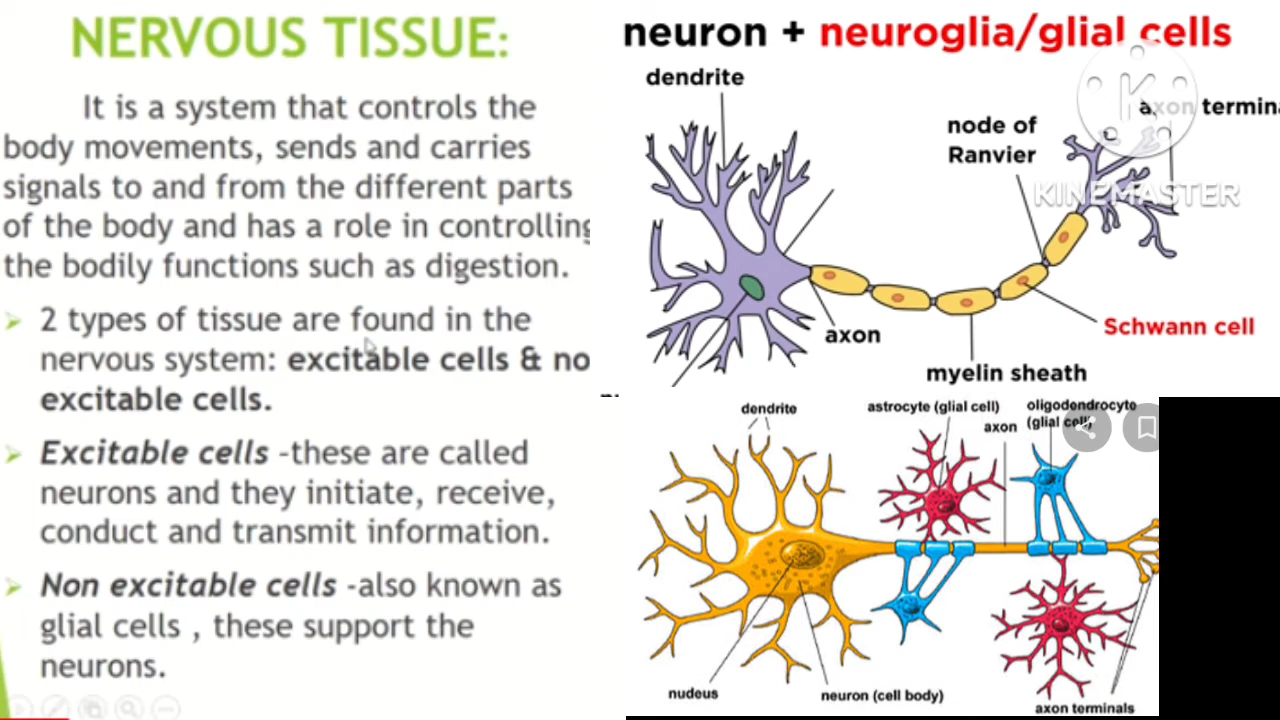 NERVOUS TISSUE:
It is a system that controls the
body movements, sends and carries
signals to and from the different parts
of the body and has a role in controlling
the bodily functions such as digestion.
2 types of tissue are found in the
nervous system: excitable cells & no
excitable cells.
Excitable cells -these are called
neurons and they initiate, receive,
conduct and transmit information.
Non excitable cells -also known as
glial cells , these support the
neurons.
neuron + neuroglia/glial cells
dendrite
axon termina
node of
Ranvier
KINEMASTER
Schwann cell
axon
myelin sheath
dendrite
astrocyte (glial cell)
oligodendrocyte
(glial cell)
axon
nudeus
neuron (cell body)
axon terminals